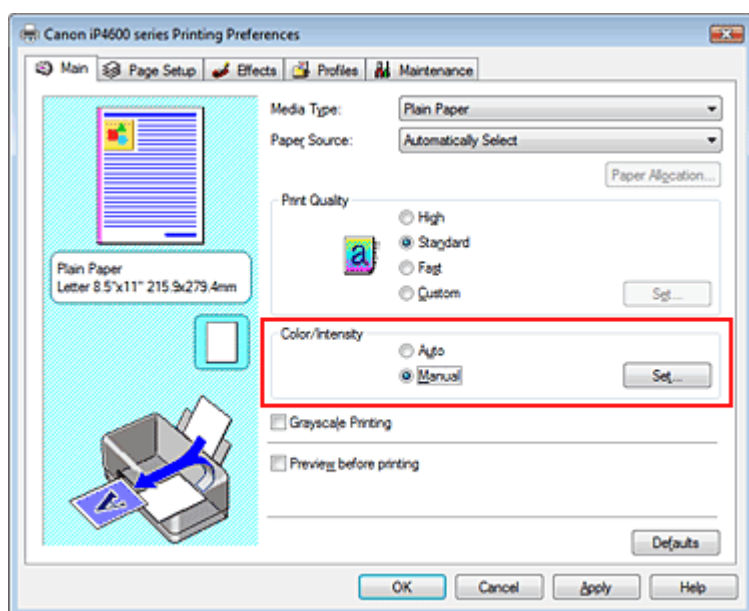 Canon iP4600 series Printing Preferences
Main Page Setup Effects Profiles Maintenance
Media Type: Plain Paper
Paper Source: Automatically Select
Paper Allocation...
Print Quality
High
Standard
Fast
Custom Set...
a
Plain Paper
Letter 8.5"x11" 215.9x279.4mm
Color/Intensity
Auto
Manual Set...
Grayscale Printing
Preview before printing
A
Defaults
OK Cancel Apply Help